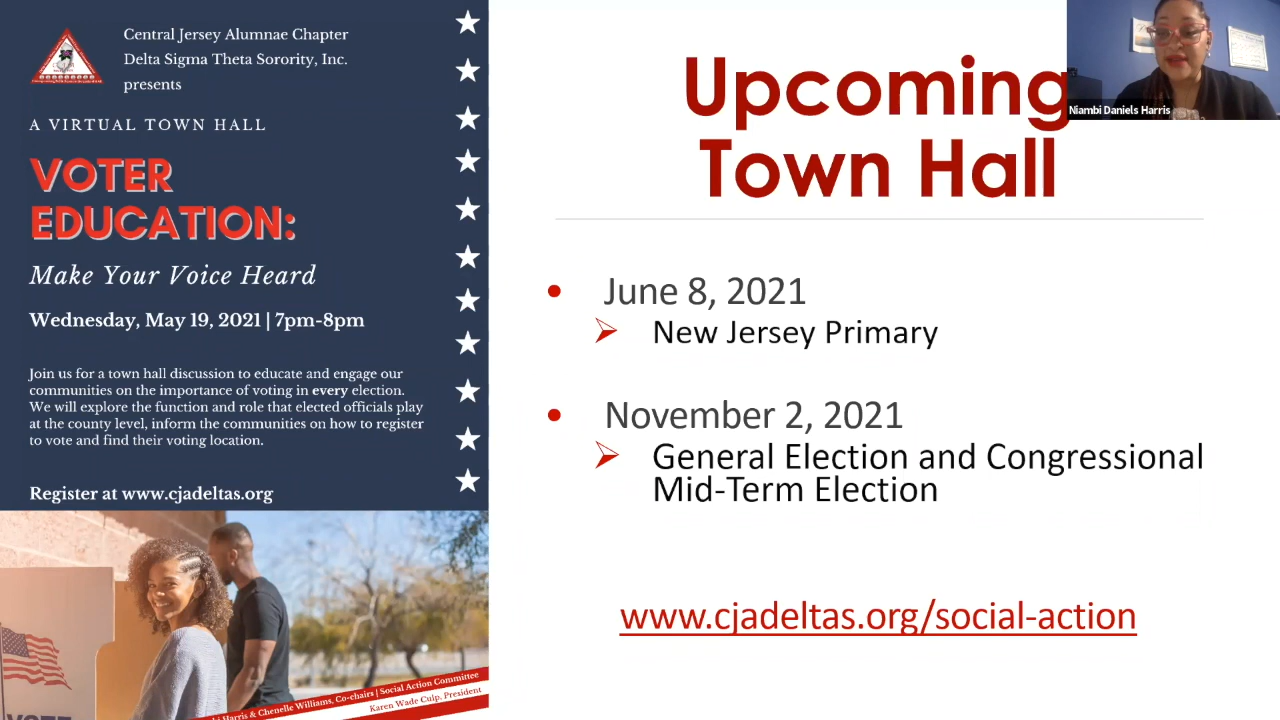 Central Jersey Alumnae Chapter
Delta Sigma Theta Sorority, Inc.
presents
A VIRTUAL TOWN HALL
VOTER
EDUCATION:
Make Your Voice Heard
Wednesday, May 19, 2021 | 7pm-8pm
Join us for a town hall discussion to educate and engage our
communities on the importance of voting in every election.
We will explore the function and role that elected officials play
at the county level, inform the communities on how to register
to vote and find their voting location.
Register at www.cjadeltas.org
VOTE
Harris & Chenelle Williams, Co-chairs | Social Action Committee
Karen Wade Culp, President
Upcoming
Town Hall
Niambi Daniels Harris
• June 8, 2021
New Jersey Primary
• November 2, 2021
General Election and Congressional
Mid-Term Election
www.cjadeltas.org/social-action